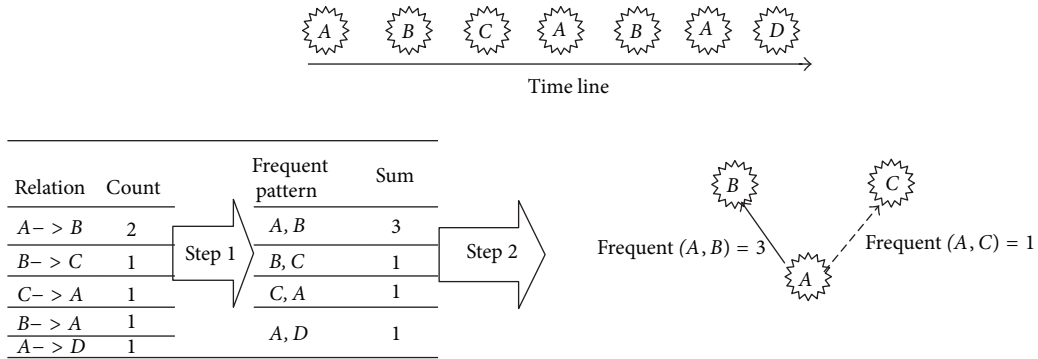 A B C A B A D
Time line
Relation Count
Frequent pattern Sum
A− > B 2
B− > C 1
C− > A 1
B− > A 1
A− > D 1
Step 1
A, B 3
B, C 1
C, A 1
A, D 1
Step 2
B
C
Frequent (A, B) = 3
Frequent (A, C) = 1
A